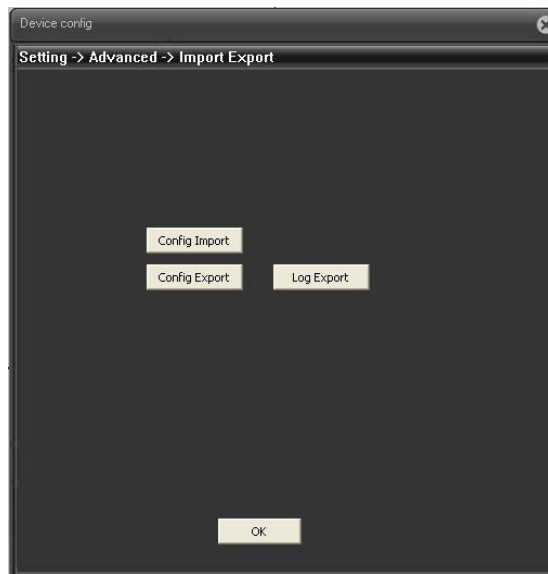 Device config
Setting -> Advanced -> Import Export
Config Import
Config Export
Log Export
OK